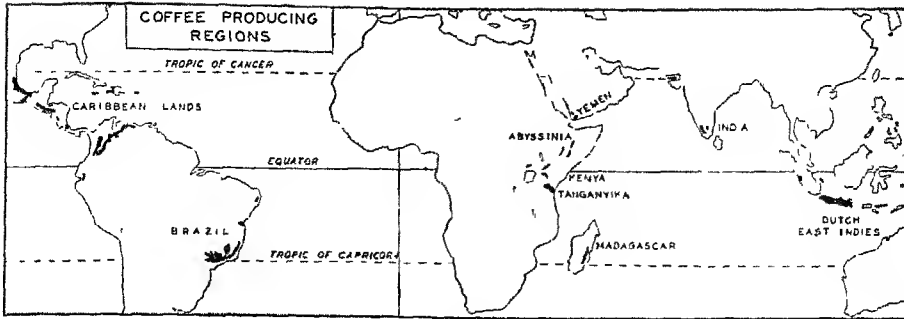 COFFEE PRODUCING
REGIONS
TROPIC OF CANCER
CARIBBEAN LANDS
YEMEN
INDIA
ABYSSINIA
EQUATOR
KENYA
TANGANYIKA
DUTCH
EAST INDIES
BRAZIL
MADAGASCAR
TROPIC OF CAPRICORN